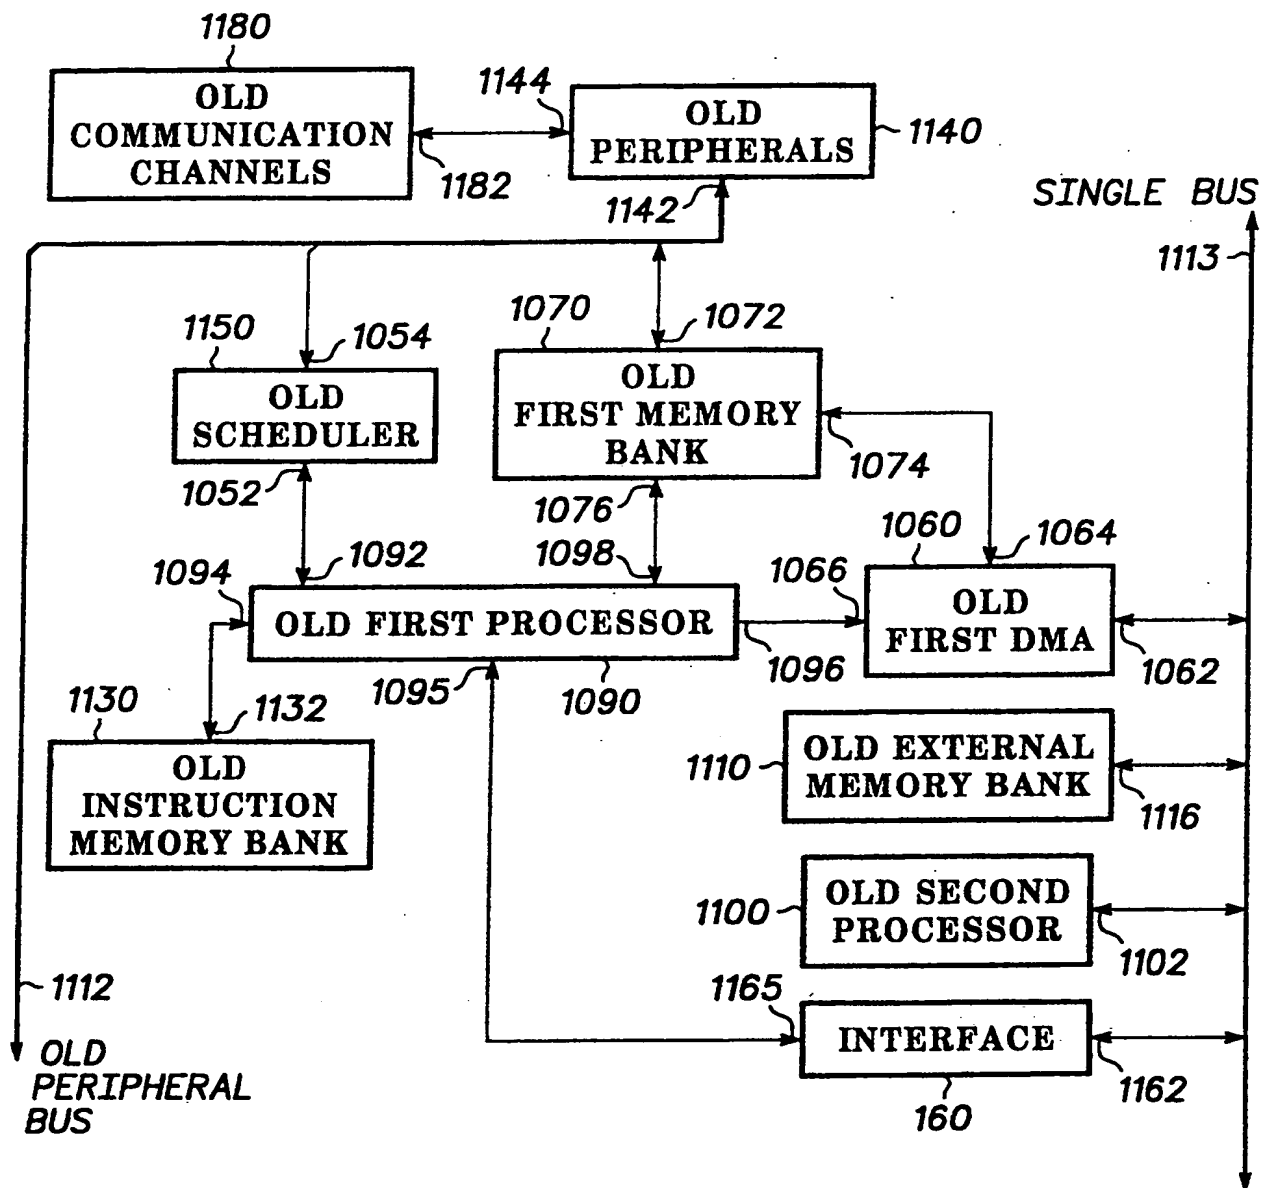 1180
OLD
COMMUNICATION
CHANNELS
1182
1144
OLD
PERIPHERALS
1140
1142
SINGLE BUS
1113
1150
1054
OLD
SCHEDULER
1052
1070
1072
OLD
FIRST MEMORY
BANK
1074
1076
1060
1064
1094
1092
1098
1066
OLD FIRST PROCESSOR
OLD
FIRST DMA
1095
1090
1096
1062
1130
1132
OLD
INSTRUCTION
MEMORY BANK
1110
OLD EXTERNAL
MEMORY BANK
1116
1100
OLD SECOND
PROCESSOR
1102
1112
1165
INTERFACE
1162
160
OLD
PERIPHERAL
BUS